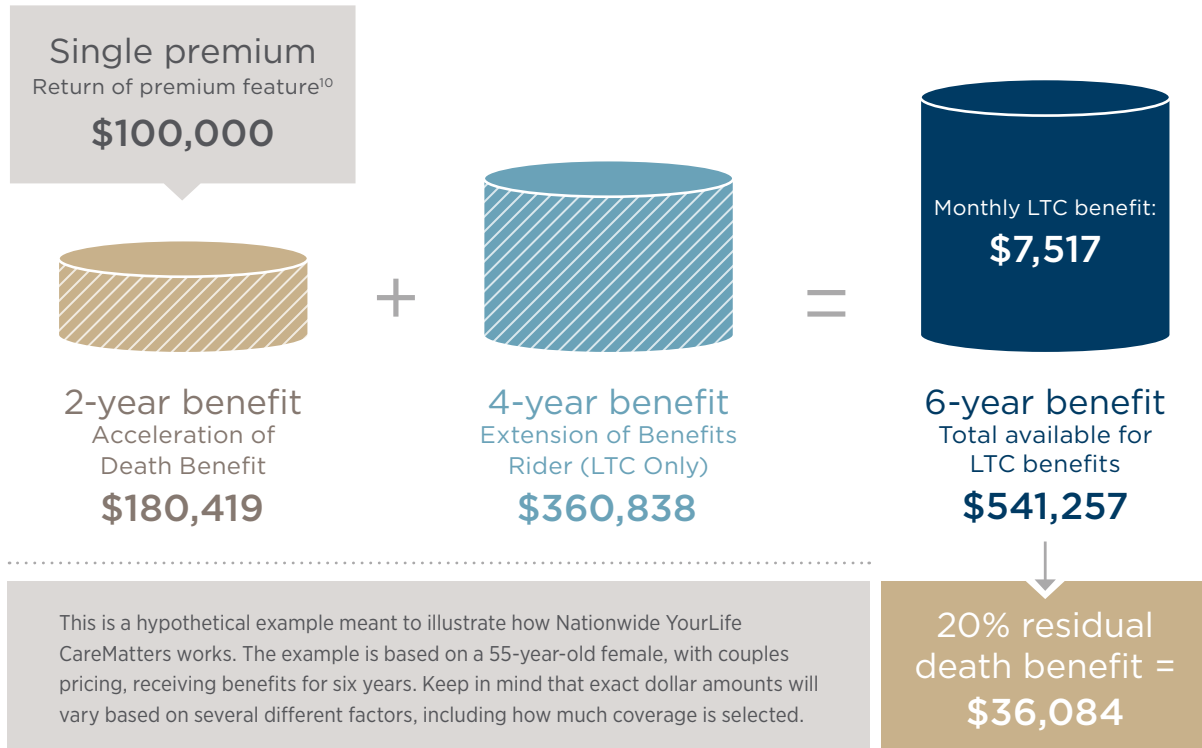 Single premium
Return of premium feature¹⁰
$100,000
+
=
Monthly LTC benefit:
$7,517
2-year benefit
Acceleration of
Death Benefit
$180,419
4-year benefit
Extension of Benefits
Rider (LTC Only)
$360,838
6-year benefit
Total available for
LTC benefits
$541,257
This is a hypothetical example meant to illustrate how Nationwide YourLife
CareMatters works. The example is based on a 55-year-old female, with couples
pricing, receiving benefits for six years. Keep in mind that exact dollar amounts will
vary based on several different factors, including how much coverage is selected.
20% residual
death benefit =
$36,084